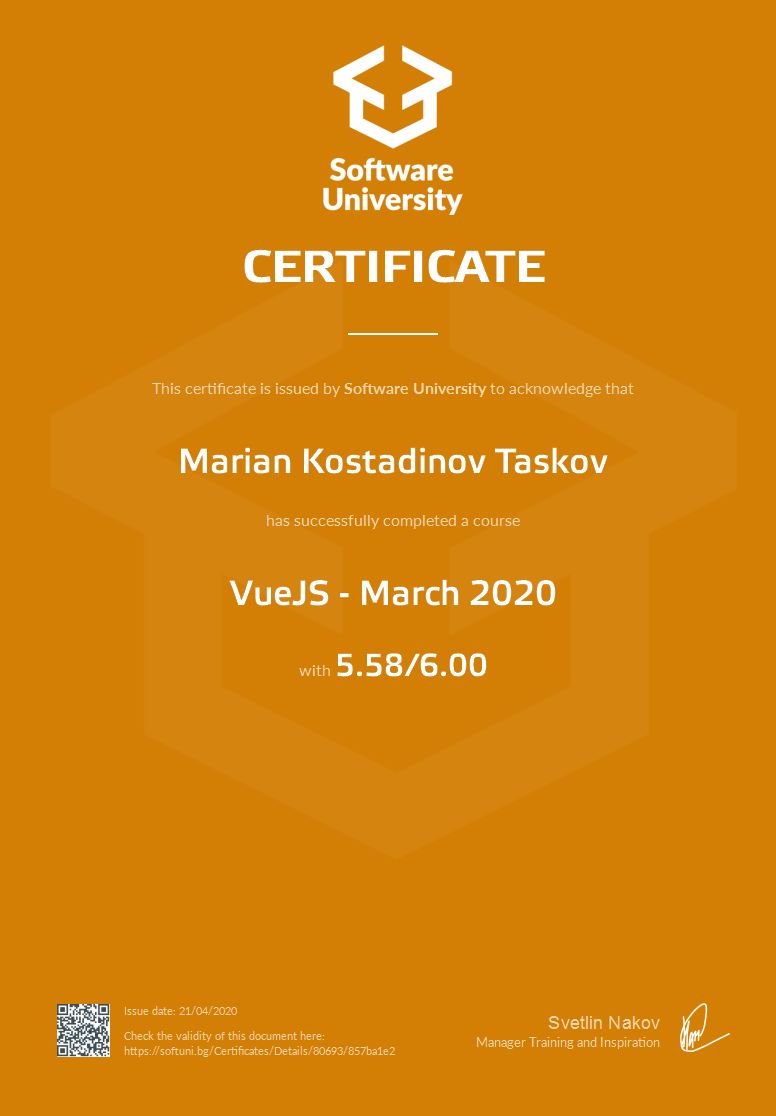 Software
University
CERTIFICATE
This certificate is issued by Software University to acknowledge that
Marian Kostadinov Taskov
has successfully completed a course
VueJS - March 2020
with 5.58/6.00
Issue date: 21/04/2020
Check the validity of this document here:
https://softuni.bg/Certificates/Details/80693/857ba1e2
Svetlin Nakov
Manager Training and Inspiration